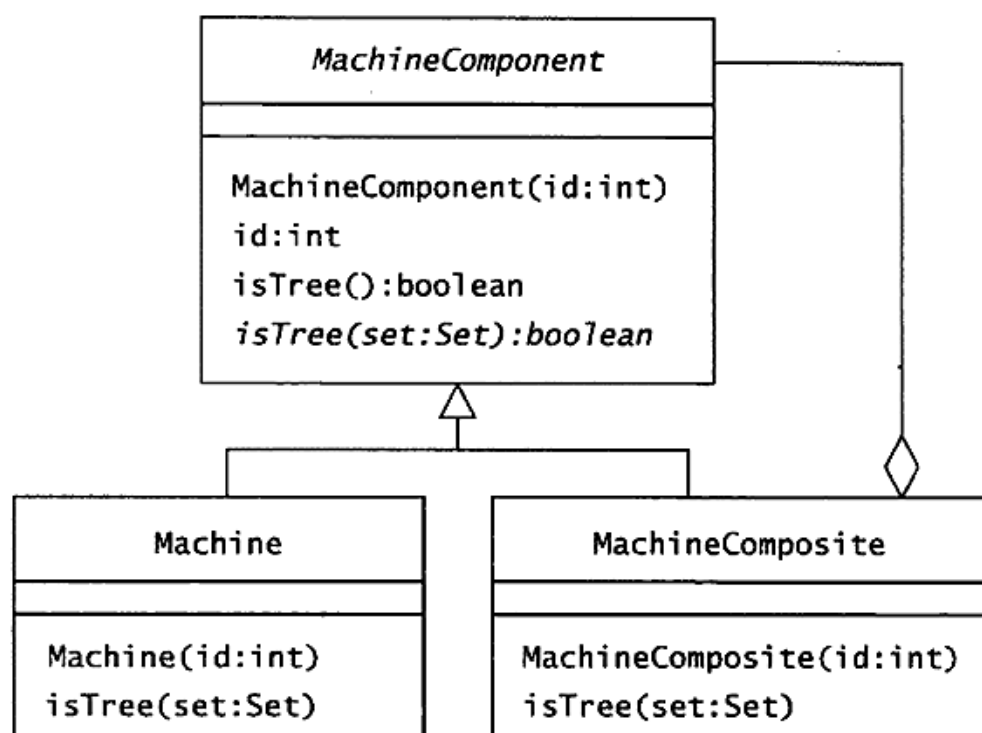 MachineComponent
MachineComponent(id:int)
id:int
isTree():boolean
isTree(set:Set):boolean
Machine
Machine(id:int)
isTree(set:Set)
MachineComposite
MachineComposite(id:int)
isTree(set:Set)